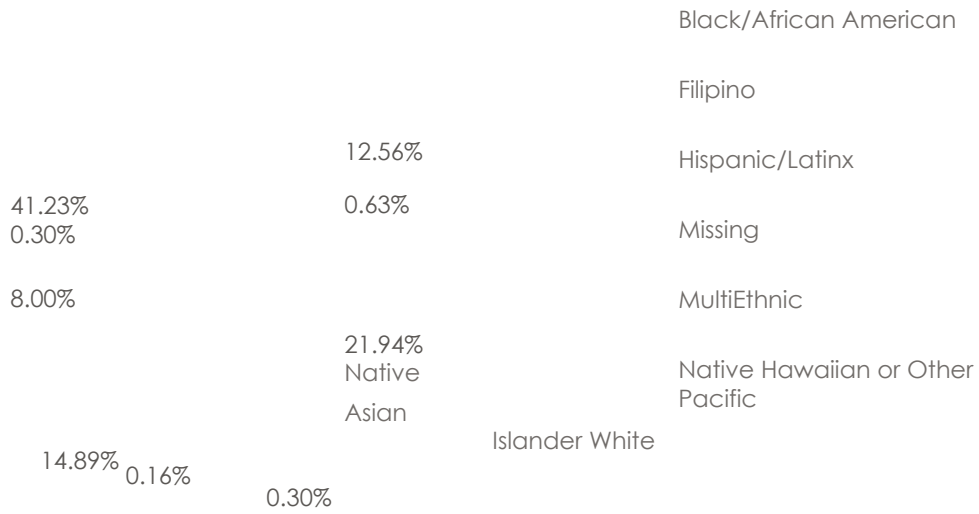 Black/African American
Filipino
12.56%
Hispanic/Latinx
41.23%
0.63%
0.30%
Missing
8.00%
MultiEthnic
21.94%
Native
Native Hawaiian or Other
Pacific
Asian
Islander White
14.89%
0.16%
0.30%